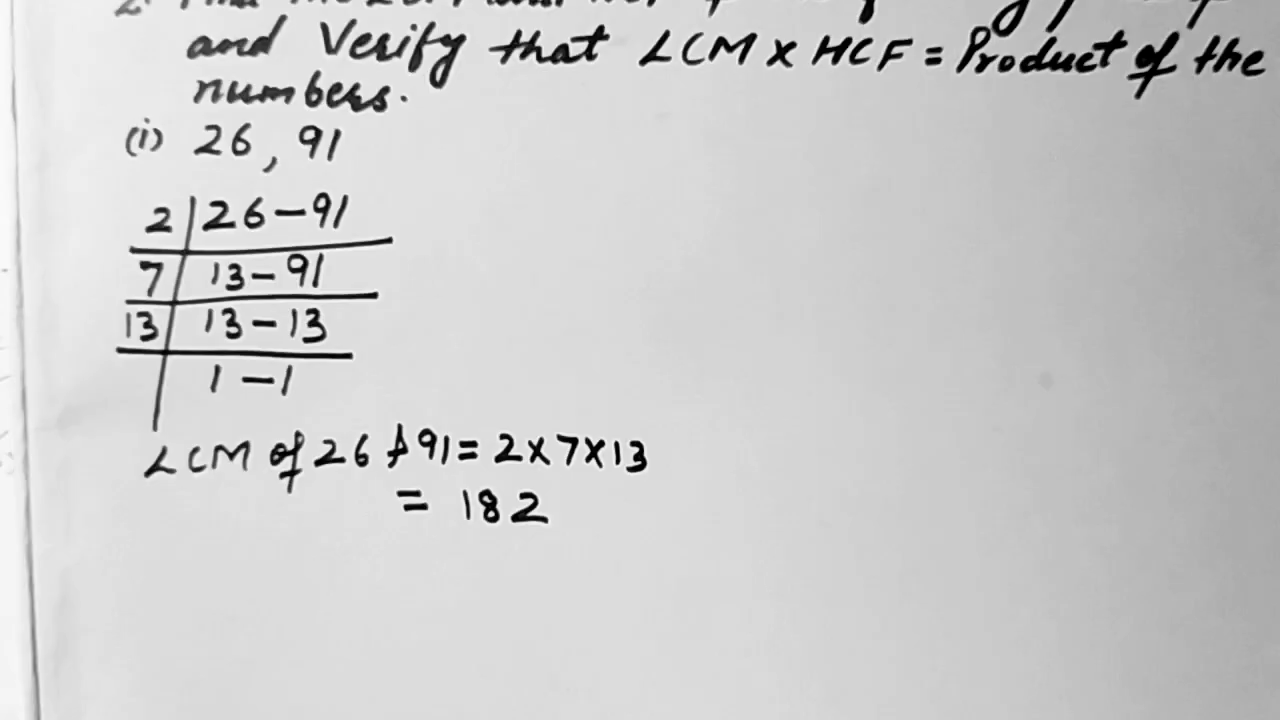 and Verify that LCM x HCF = Product of the
numbers.
(i) 26, 91
2 | 26 - 91
7 | 13 - 91
13 | 13 - 13
| 1 - 1
LCM of 26 & 91 = 2 x 7 x 13
= 182